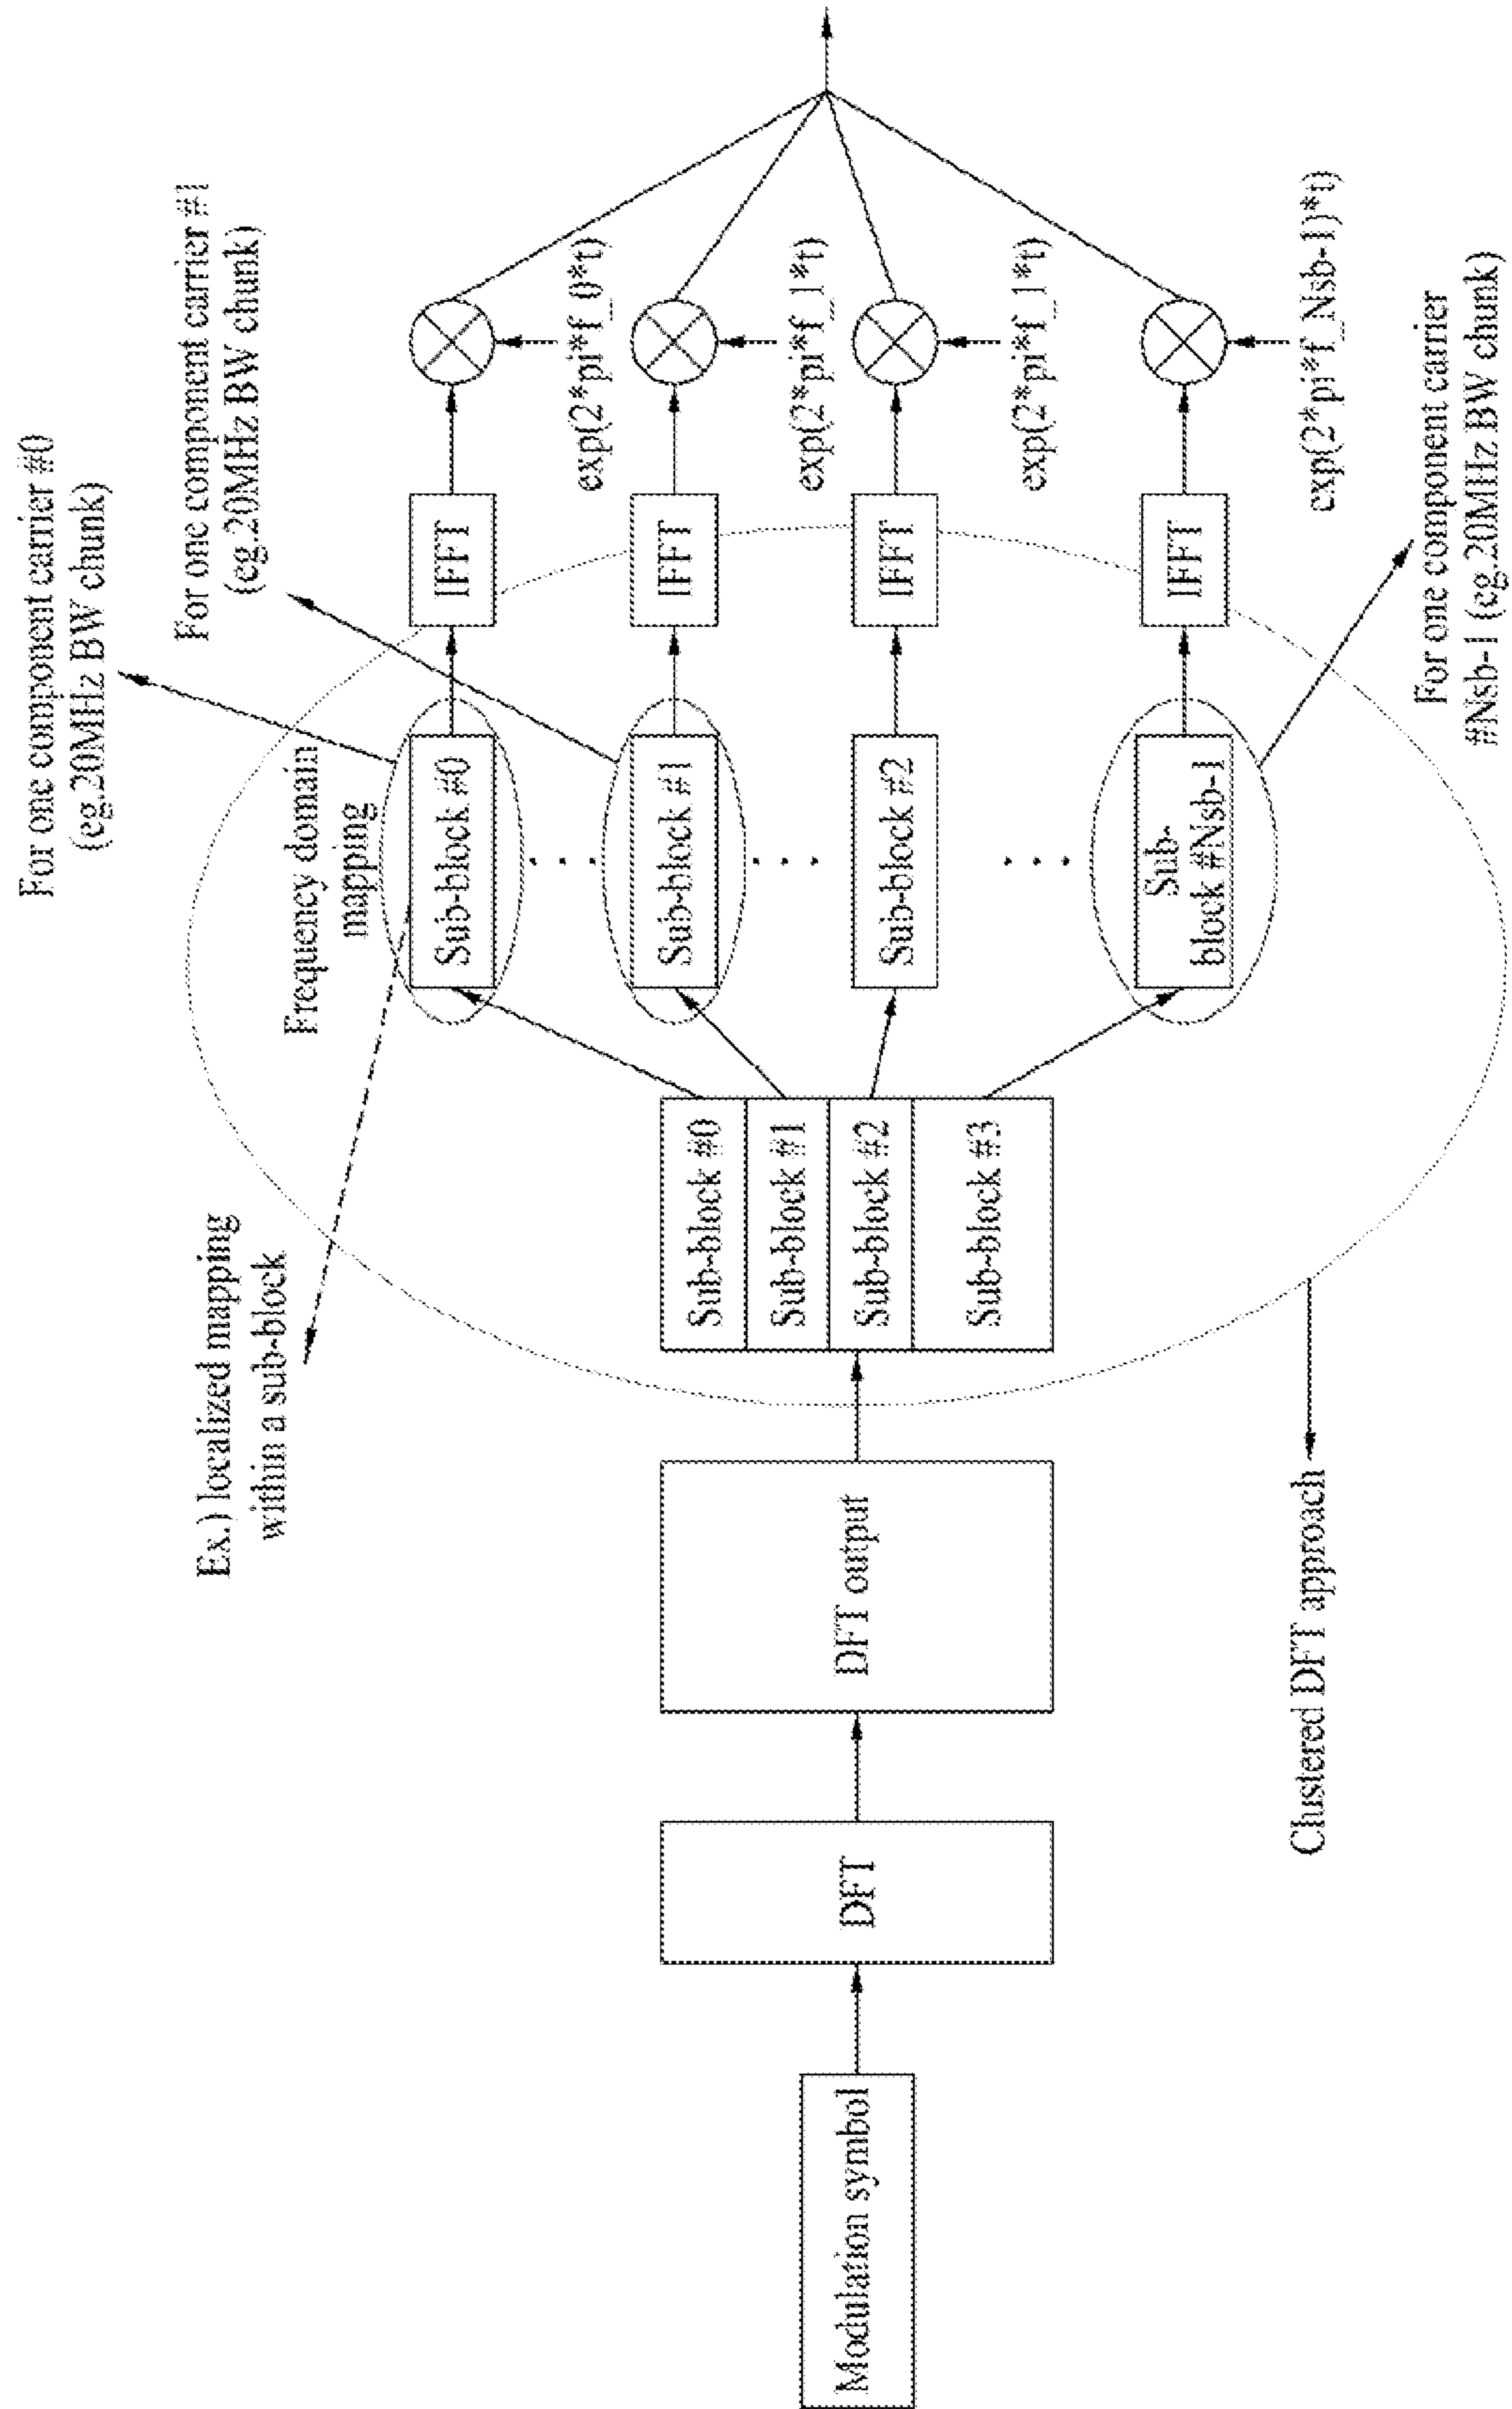 For one component carrier #0
(eg.20MHz BW chunk)
For one component carrier #1
(eg.20MHz BW chunk)
Ex.) localized mapping
within a sub-block
Frequency domain
mapping
Modulation symbol
DFT
DFT output
Sub-block #0
Sub-block #1
Sub-block #2
Sub-block #3
Sub-block #0
IFFT
exp(2*pi*f_0*t)
Sub-block #1
IFFT
exp(2*pi*f_1*t)
Sub-block #2
IFFT
exp(2*pi*f_1*t)
Sub-
block #Nsb-1
IFFT
exp(2*pi*f_Nsb-1)*t)
Clustered DFT approach
For one component carrier
#Nsb-1 (eg.20MHz BW chunk)